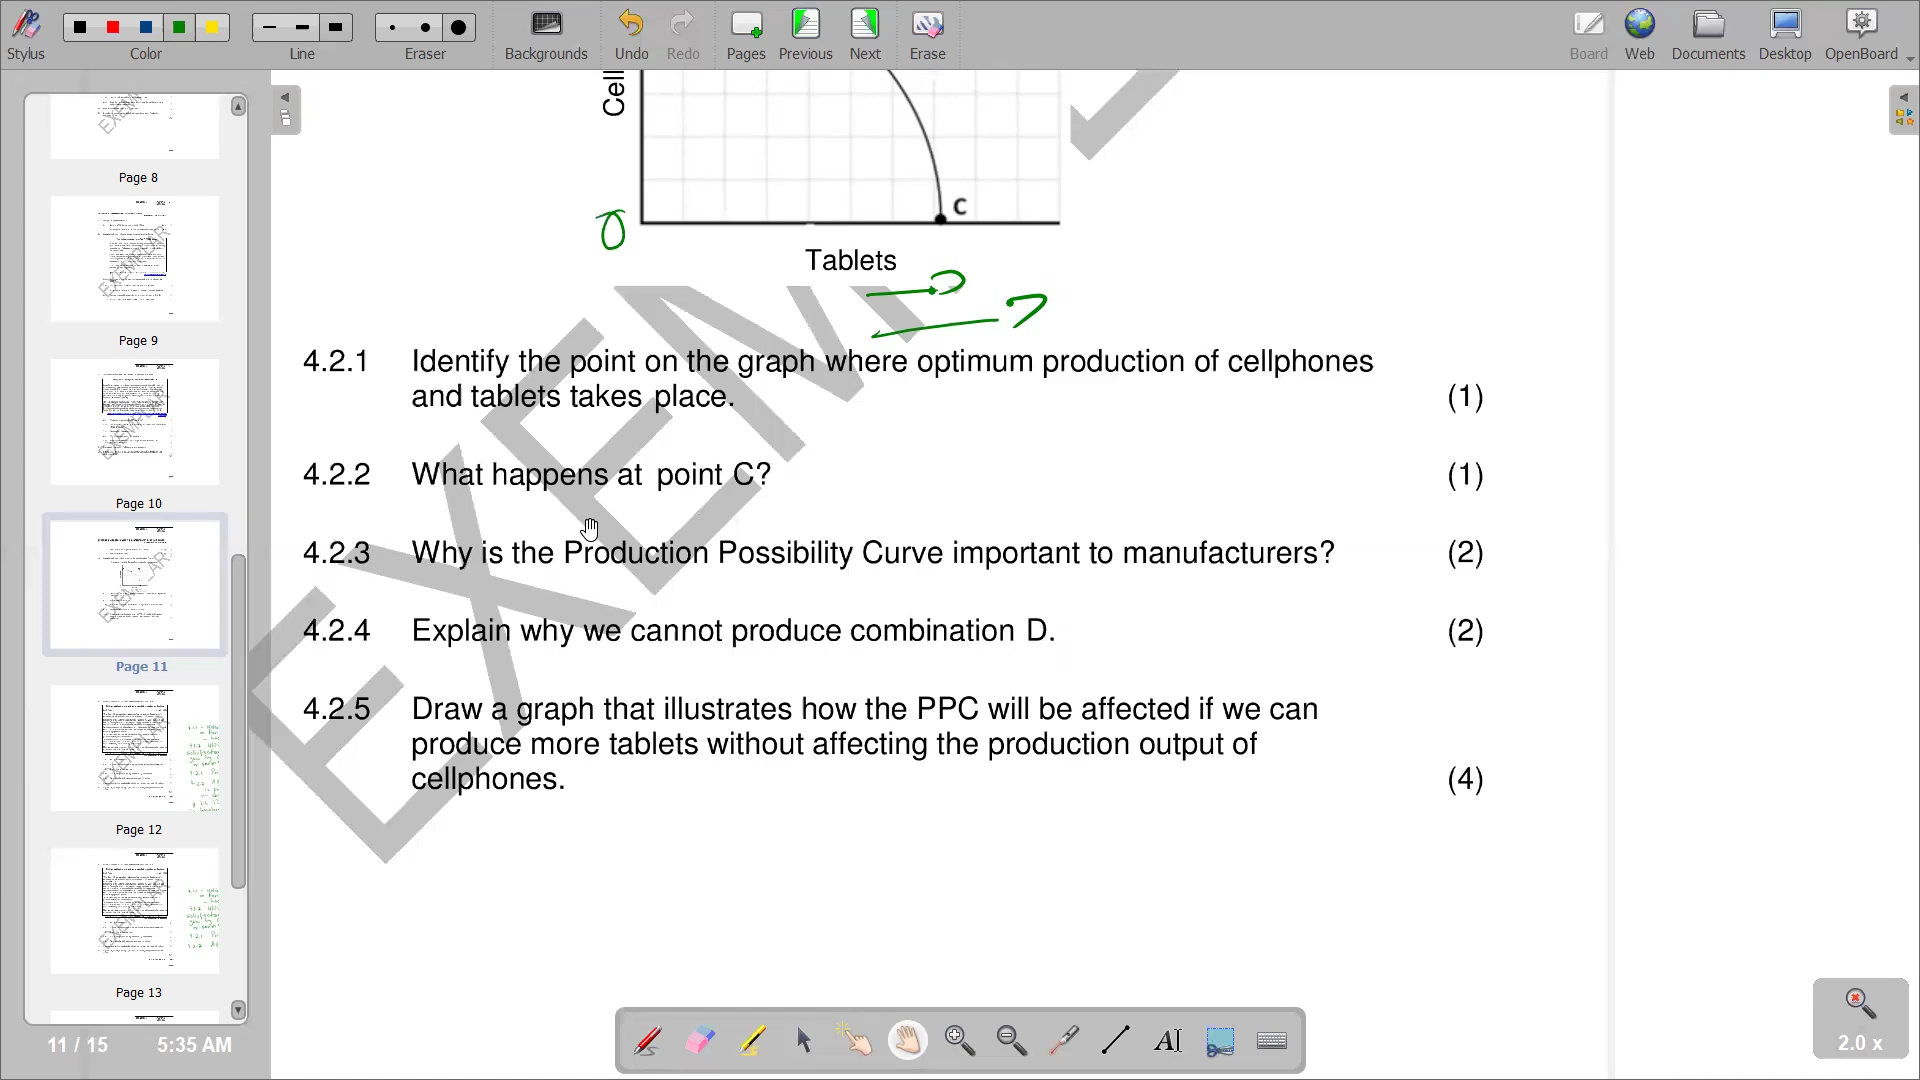 Stylus
Color
Line
Eraser
Backgrounds
Undo
Redo
Pages
Previous
Next
Erase
Board
Web
Documents
Desktop
OpenBoard
Page 8
Page 9
Page 10
Page 11
Page 12
Page 13
11 / 15
5:35 AM
Cell
C
0
Tablets
EXEM
4.2.1 Identify the point on the graph where optimum production of cellphones
and tablets takes place. (1)
4.2.2 What happens at point C? (1)
4.2.3 Why is the Production Possibility Curve important to manufacturers? (2)
4.2.4 Explain why we cannot produce combination D. (2)
4.2.5 Draw a graph that illustrates how the PPC will be affected if we can
produce more tablets without affecting the production output of
cellphones. (4)
AI
2.0 x